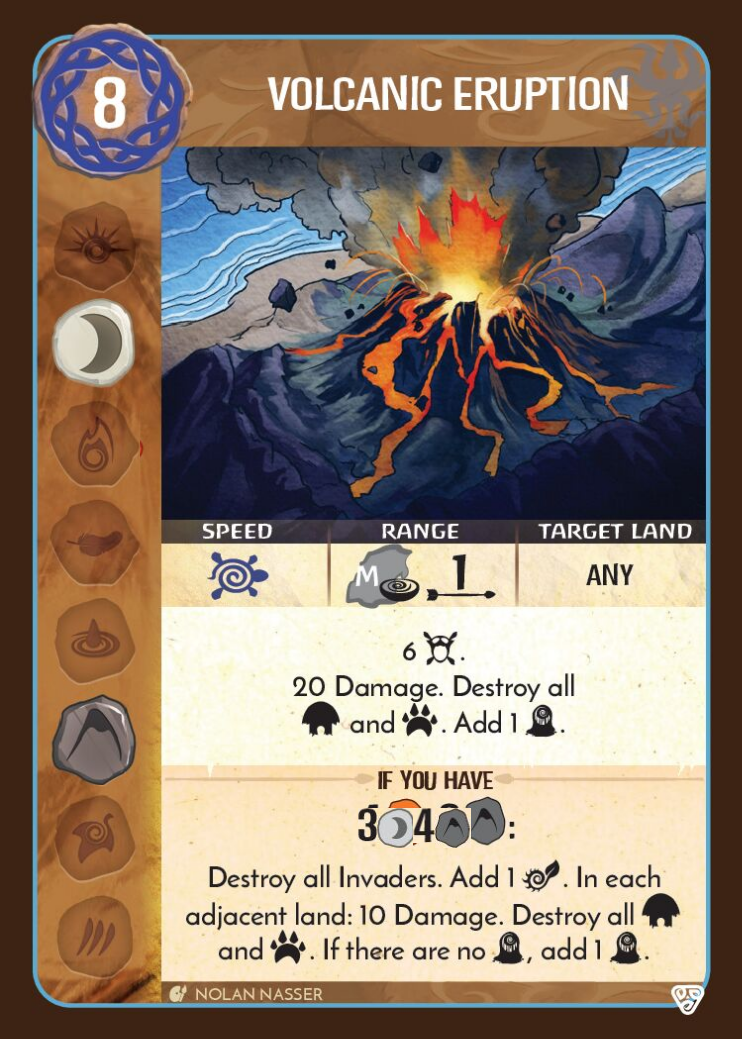 8
VOLCANIC ERUPTION
SPEED RANGE TARGET LAND
M 1 ANY
6 .
20 Damage. Destroy all
and . Add 1 .
IF YOU HAVE
3 4 :
Destroy all Invaders. Add 1 . In each
adjacent land: 10 Damage. Destroy all
and . If there are no , add 1 .
NOLAN NASSER